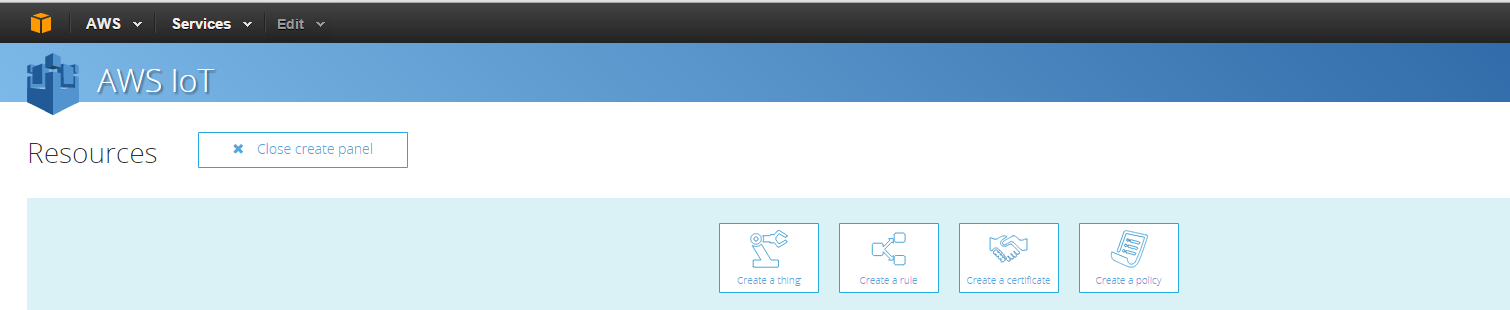 AWS Services Edit
AWS IoT
Resources
Close create panel
Create a thing
Create a rule
Create a certificate
Create a policy